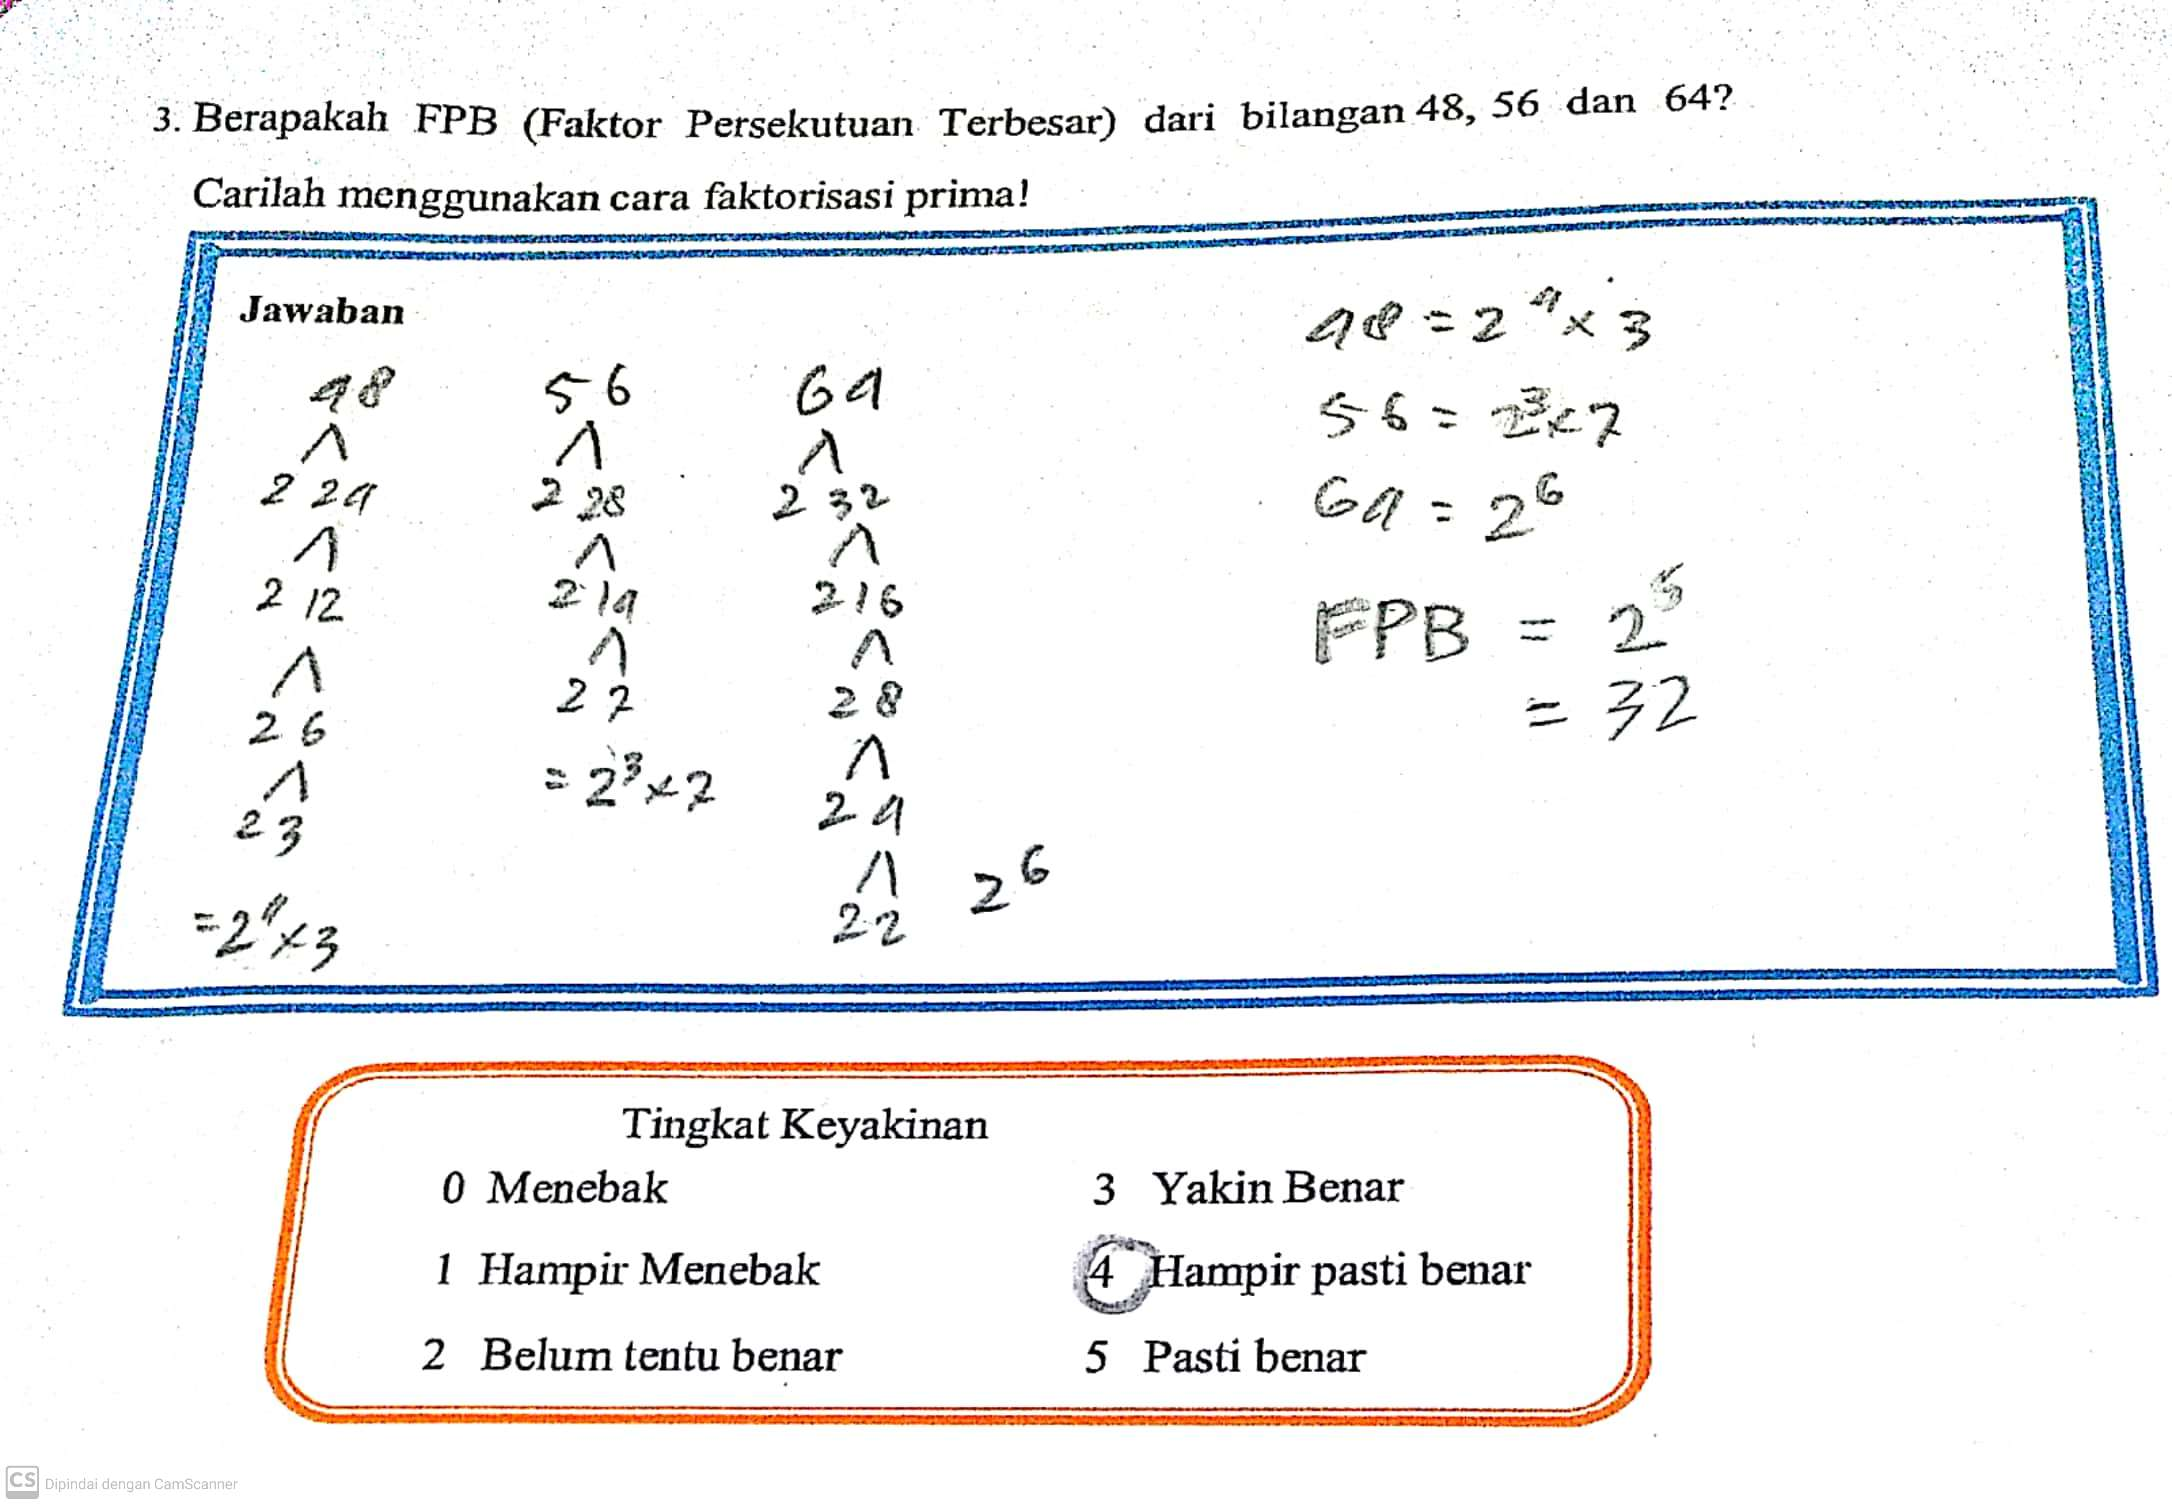 3. Berapakah FPB (Faktor Persekutuan Terbesar) dari bilangan 48, 56 dan 64?
Carilah menggunakan cara faktorisasi prima!
Jawaban
48 56 64
2 24 2 28 2 32
2 12 2 14 2 16
2 6 2 7 2 8
2 3 = 2³ × 7 2 4
= 2⁴ × 3 2 2 2⁶
48 = 2⁴ × 3
56 = 2³ × 7
64 = 2⁶
FPB = 2⁵
= 32
Tingkat Keyakinan
0 Menebak
1 Hampir Menebak
2 Belum tentu benar
3 Yakin Benar
4 Hampir pasti benar
5 Pasti benar
CS Dipindai dengan CamScanner